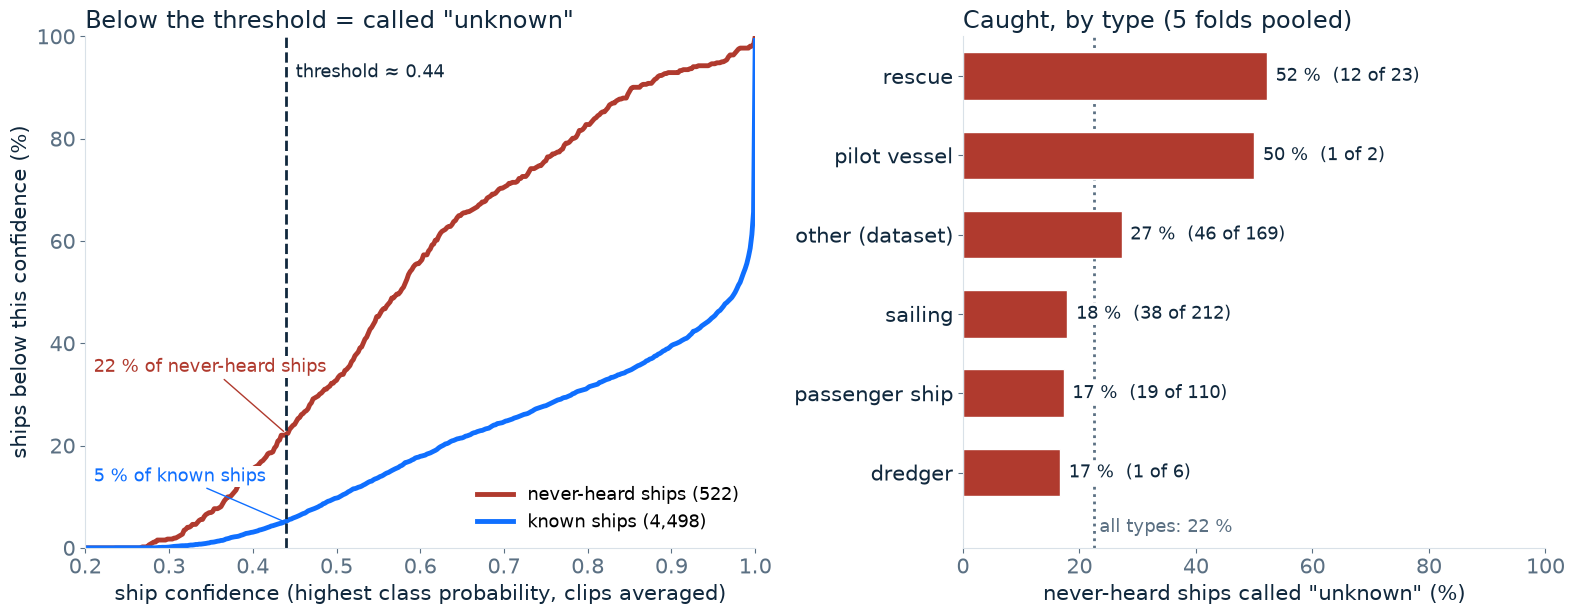 Below the threshold = called "unknown"
100
80
60
40
20
0
ships below this confidence (%)
threshold ≈ 0.44
22 % of never-heard ships
5 % of known ships
never-heard ships (522)
known ships (4,498)
0.2 0.3 0.4 0.5 0.6 0.7 0.8 0.9 1.0
ship confidence (highest class probability, clips averaged)
Caught, by type (5 folds pooled)
rescue 52 % (12 of 23)
pilot vessel 50 % (1 of 2)
other (dataset) 27 % (46 of 169)
sailing 18 % (38 of 212)
passenger ship 17 % (19 of 110)
dredger 17 % (1 of 6)
all types: 22 %
0 20 40 60 80 100
never-heard ships called "unknown" (%)